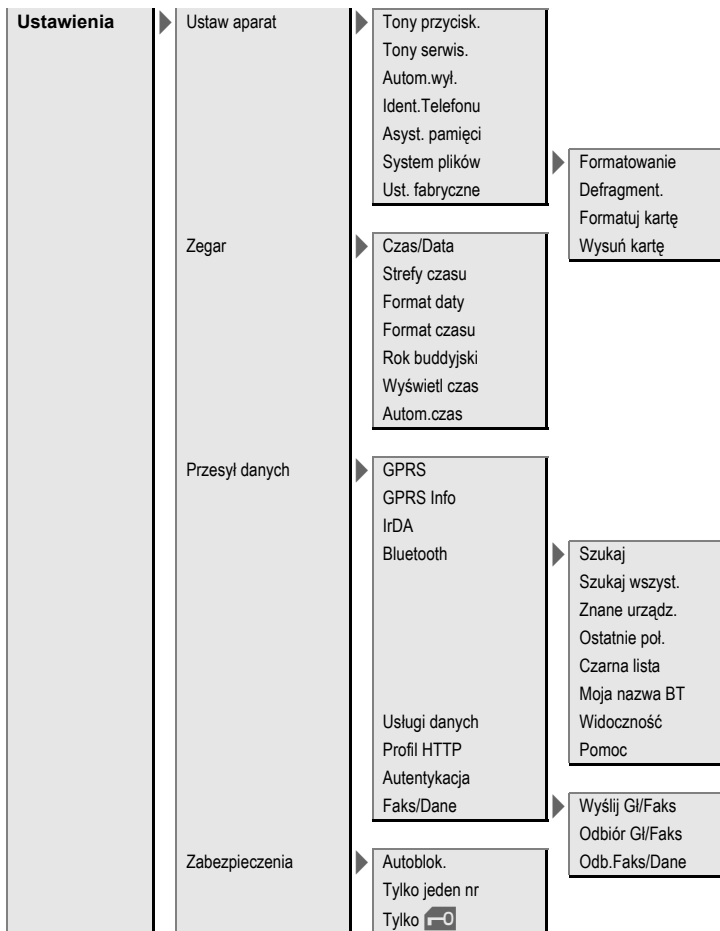 Ustawienia
Ustaw aparat
Tony przycisk.
Tony serwis.
Autom.wył.
Ident.Telefonu
Asyst. pamięci
System plików
Formatowanie
Defragment.
Formatuj kartę
Wysuń kartę
Ust. fabryczne
Zegar
Czas/Data
Strefy czasu
Format daty
Format czasu
Rok buddyjski
Wyświetl czas
Autom.czas
Przesył danych
GPRS
GPRS Info
IrDA
Bluetooth
Szukaj
Szukaj wszyst.
Znane urządz.
Ostatnie poł.
Czarna lista
Moja nazwa BT
Widoczność
Pomoc
Usługi danych
Profil HTTP
Autentykacja
Faks/Dane
Wyślij Gł/Faks
Odbiór Gł/Faks
Odb.Faks/Dane
Zabezpieczenia
Autoblok.
Tylko jeden nr
Tylko